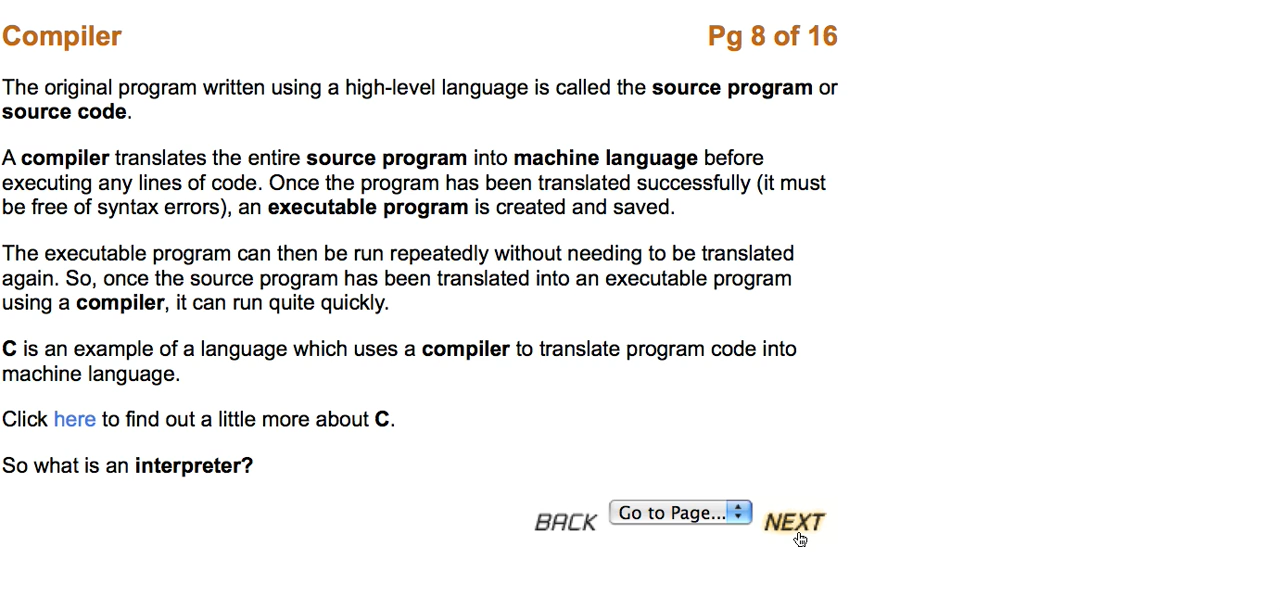 Compiler Pg 8 of 16
The original program written using a high-level language is called the source program or
source code.
A compiler translates the entire source program into machine language before
executing any lines of code. Once the program has been translated successfully (it must
be free of syntax errors), an executable program is created and saved.
The executable program can then be run repeatedly without needing to be translated
again. So, once the source program has been translated into an executable program
using a compiler, it can run quite quickly.
C is an example of a language which uses a compiler to translate program code into
machine language.
Click here to find out a little more about C.
So what is an interpreter?
BACK Go to Page... NEXT